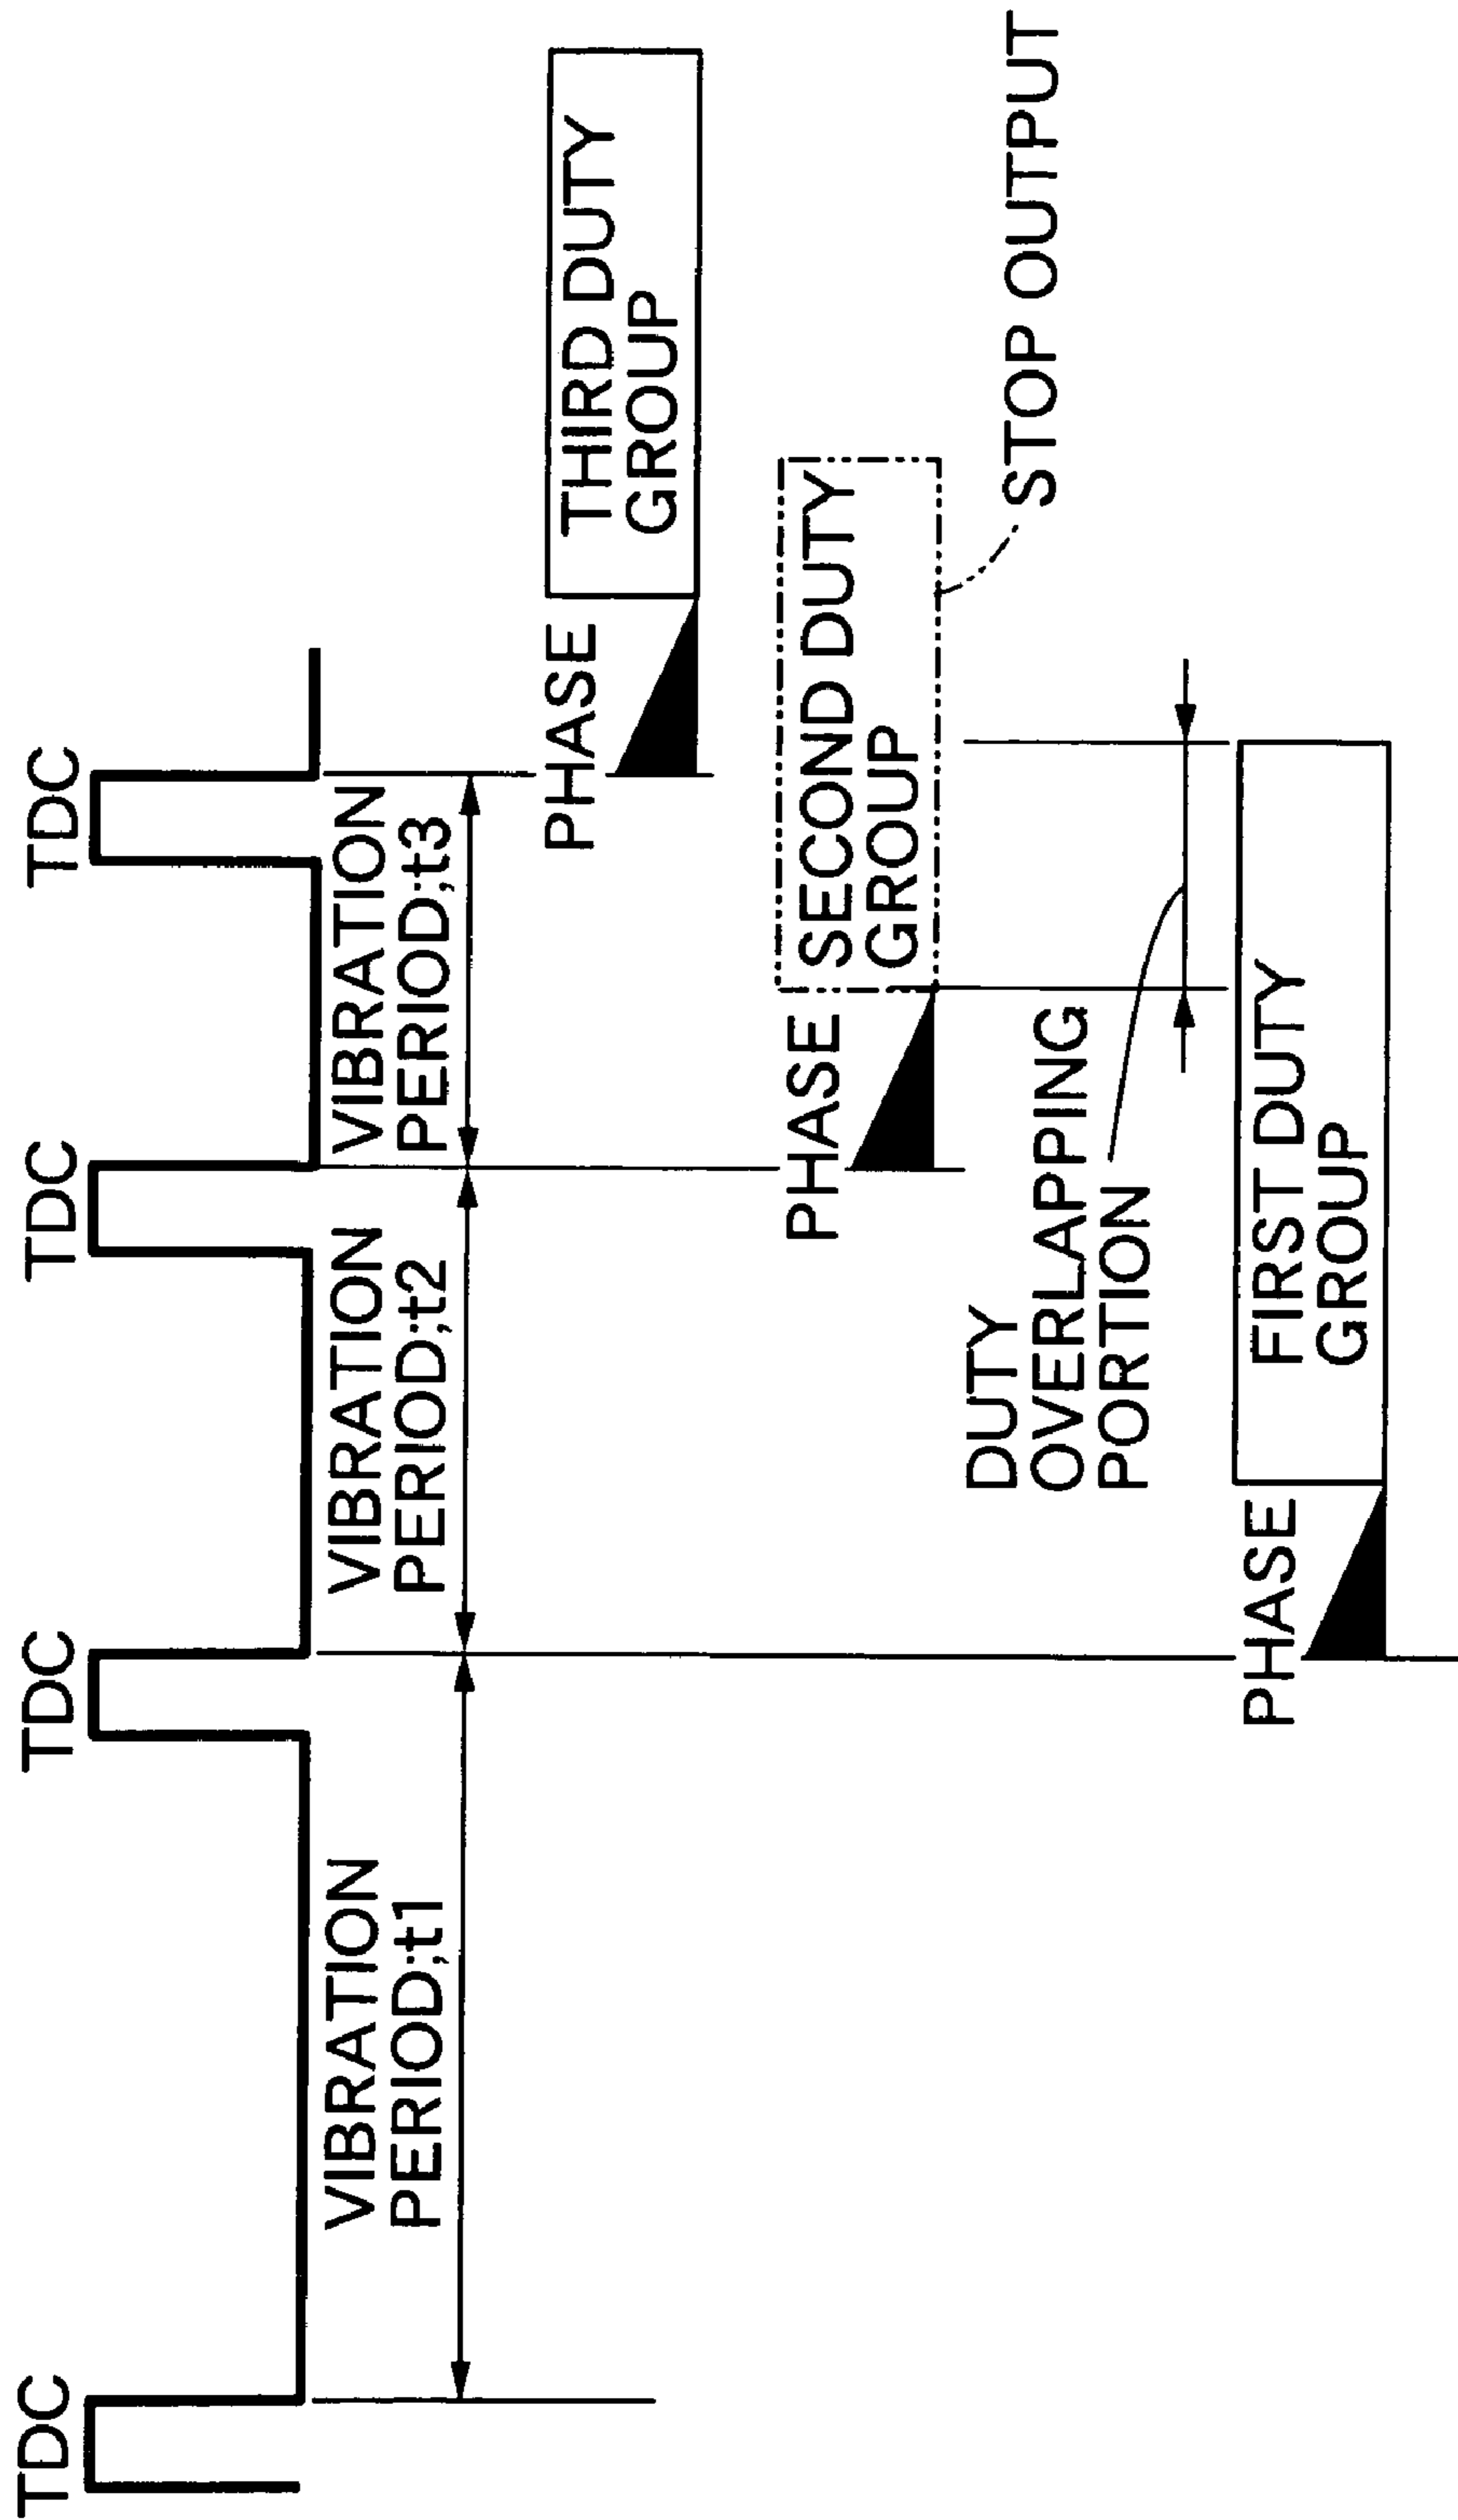 TDC
TDC
TDC
TDC
VIBRATION
PERIOD;t1
VIBRATION
PERIOD;t2
VIBRATION
PERIOD;t3
PHASE
THIRD DUTY
GROUP
PHASE
SECOND DUTY
GROUP
DUTY
OVERLAPPING
PORTION
STOP OUTPUT
PHASE
FIRST DUTY
GROUP